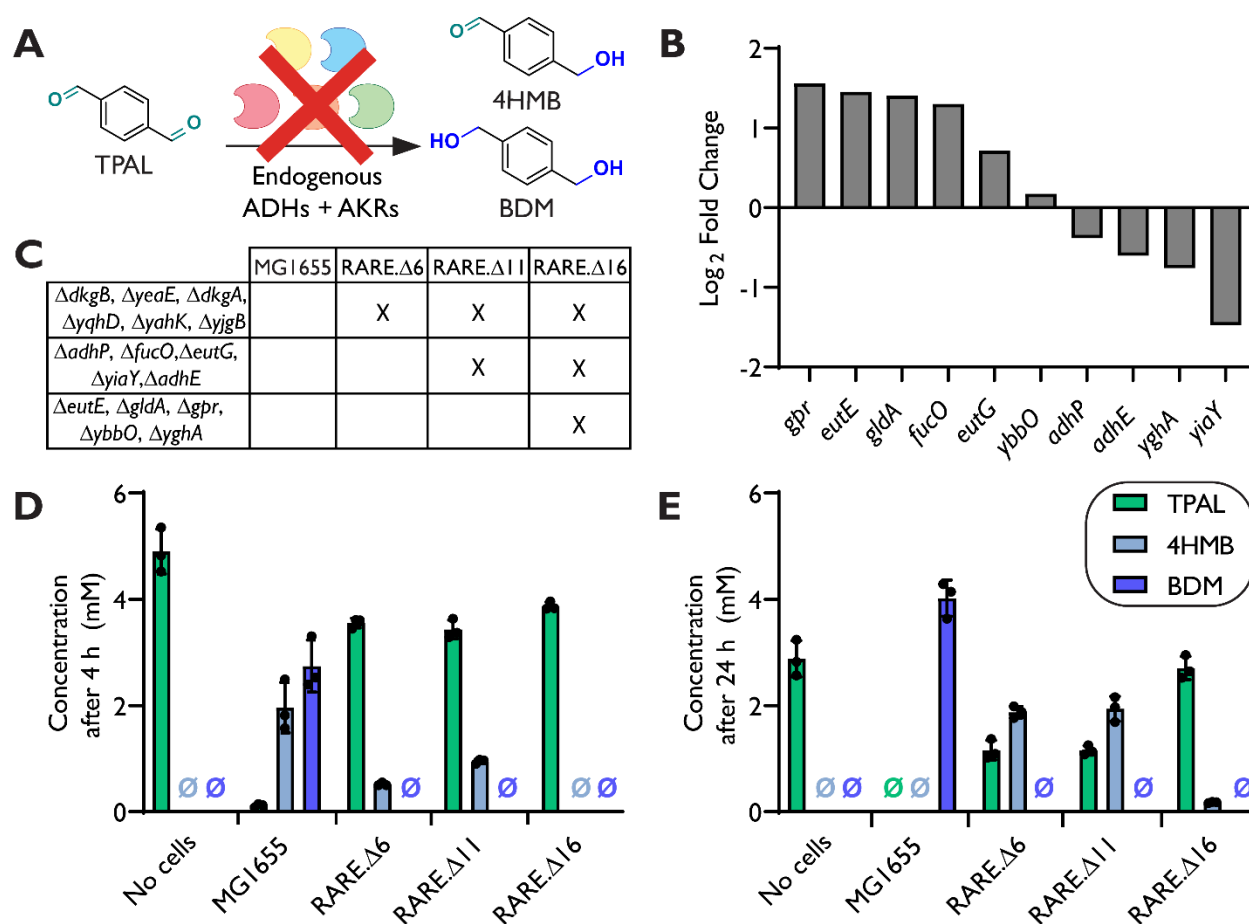 A
O
O
TPAL
Endogenous
ADHs + AKRs
O
OH
4HMB
HO
OH
BDM
B
Log2 Fold Change
2
1
0
-1
-2
gpr
eutE
gldA
fucO
eutG
ybbO
adhP
adhE
yghA
yiaY
C
MG1655 RARE.Δ6 RARE.Δ11 RARE.Δ16
ΔdkgB, ΔyeaE, ΔdkgA,
ΔyqhD, ΔyahK, ΔyjgB
X X X
ΔadhP, ΔfucO,ΔeutG,
ΔyiaY,ΔadhE
X X
ΔeutE, ΔgldA, Δgpr,
ΔybbO, ΔyghA
X
D
Concentration
after 4 h (mM)
6
4
2
0
Ø Ø Ø Ø Ø Ø
No cells
MG1655
RARE.Δ6
RARE.Δ11
RARE.Δ16
E
Concentration
after 24 h (mM)
6
4
2
0
Ø Ø Ø Ø Ø Ø Ø
No cells
MG1655
RARE.Δ6
RARE.Δ11
RARE.Δ16
TPAL
4HMB
BDM